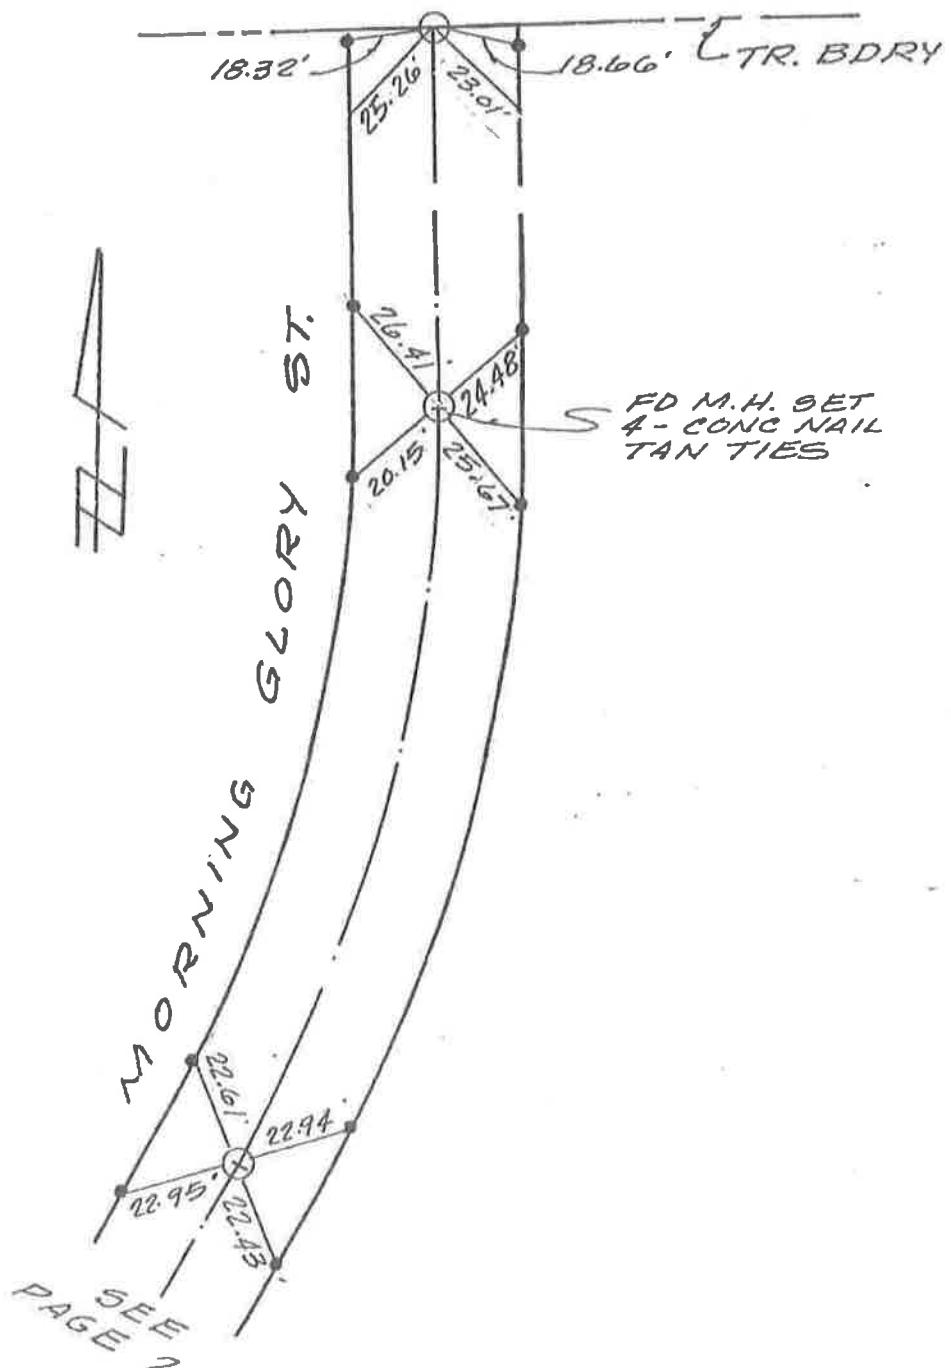 18.32'
18.66'
TR. BDRY
25.26'
23.01'
26.41'
24.48'
20.15'
25.67'
FD M.H. SET
4 - CONC NAIL
TAN TIES
MORNING GLORY ST.
22.61'
22.94'
22.95'
22.43'
SEE
PAGE 2